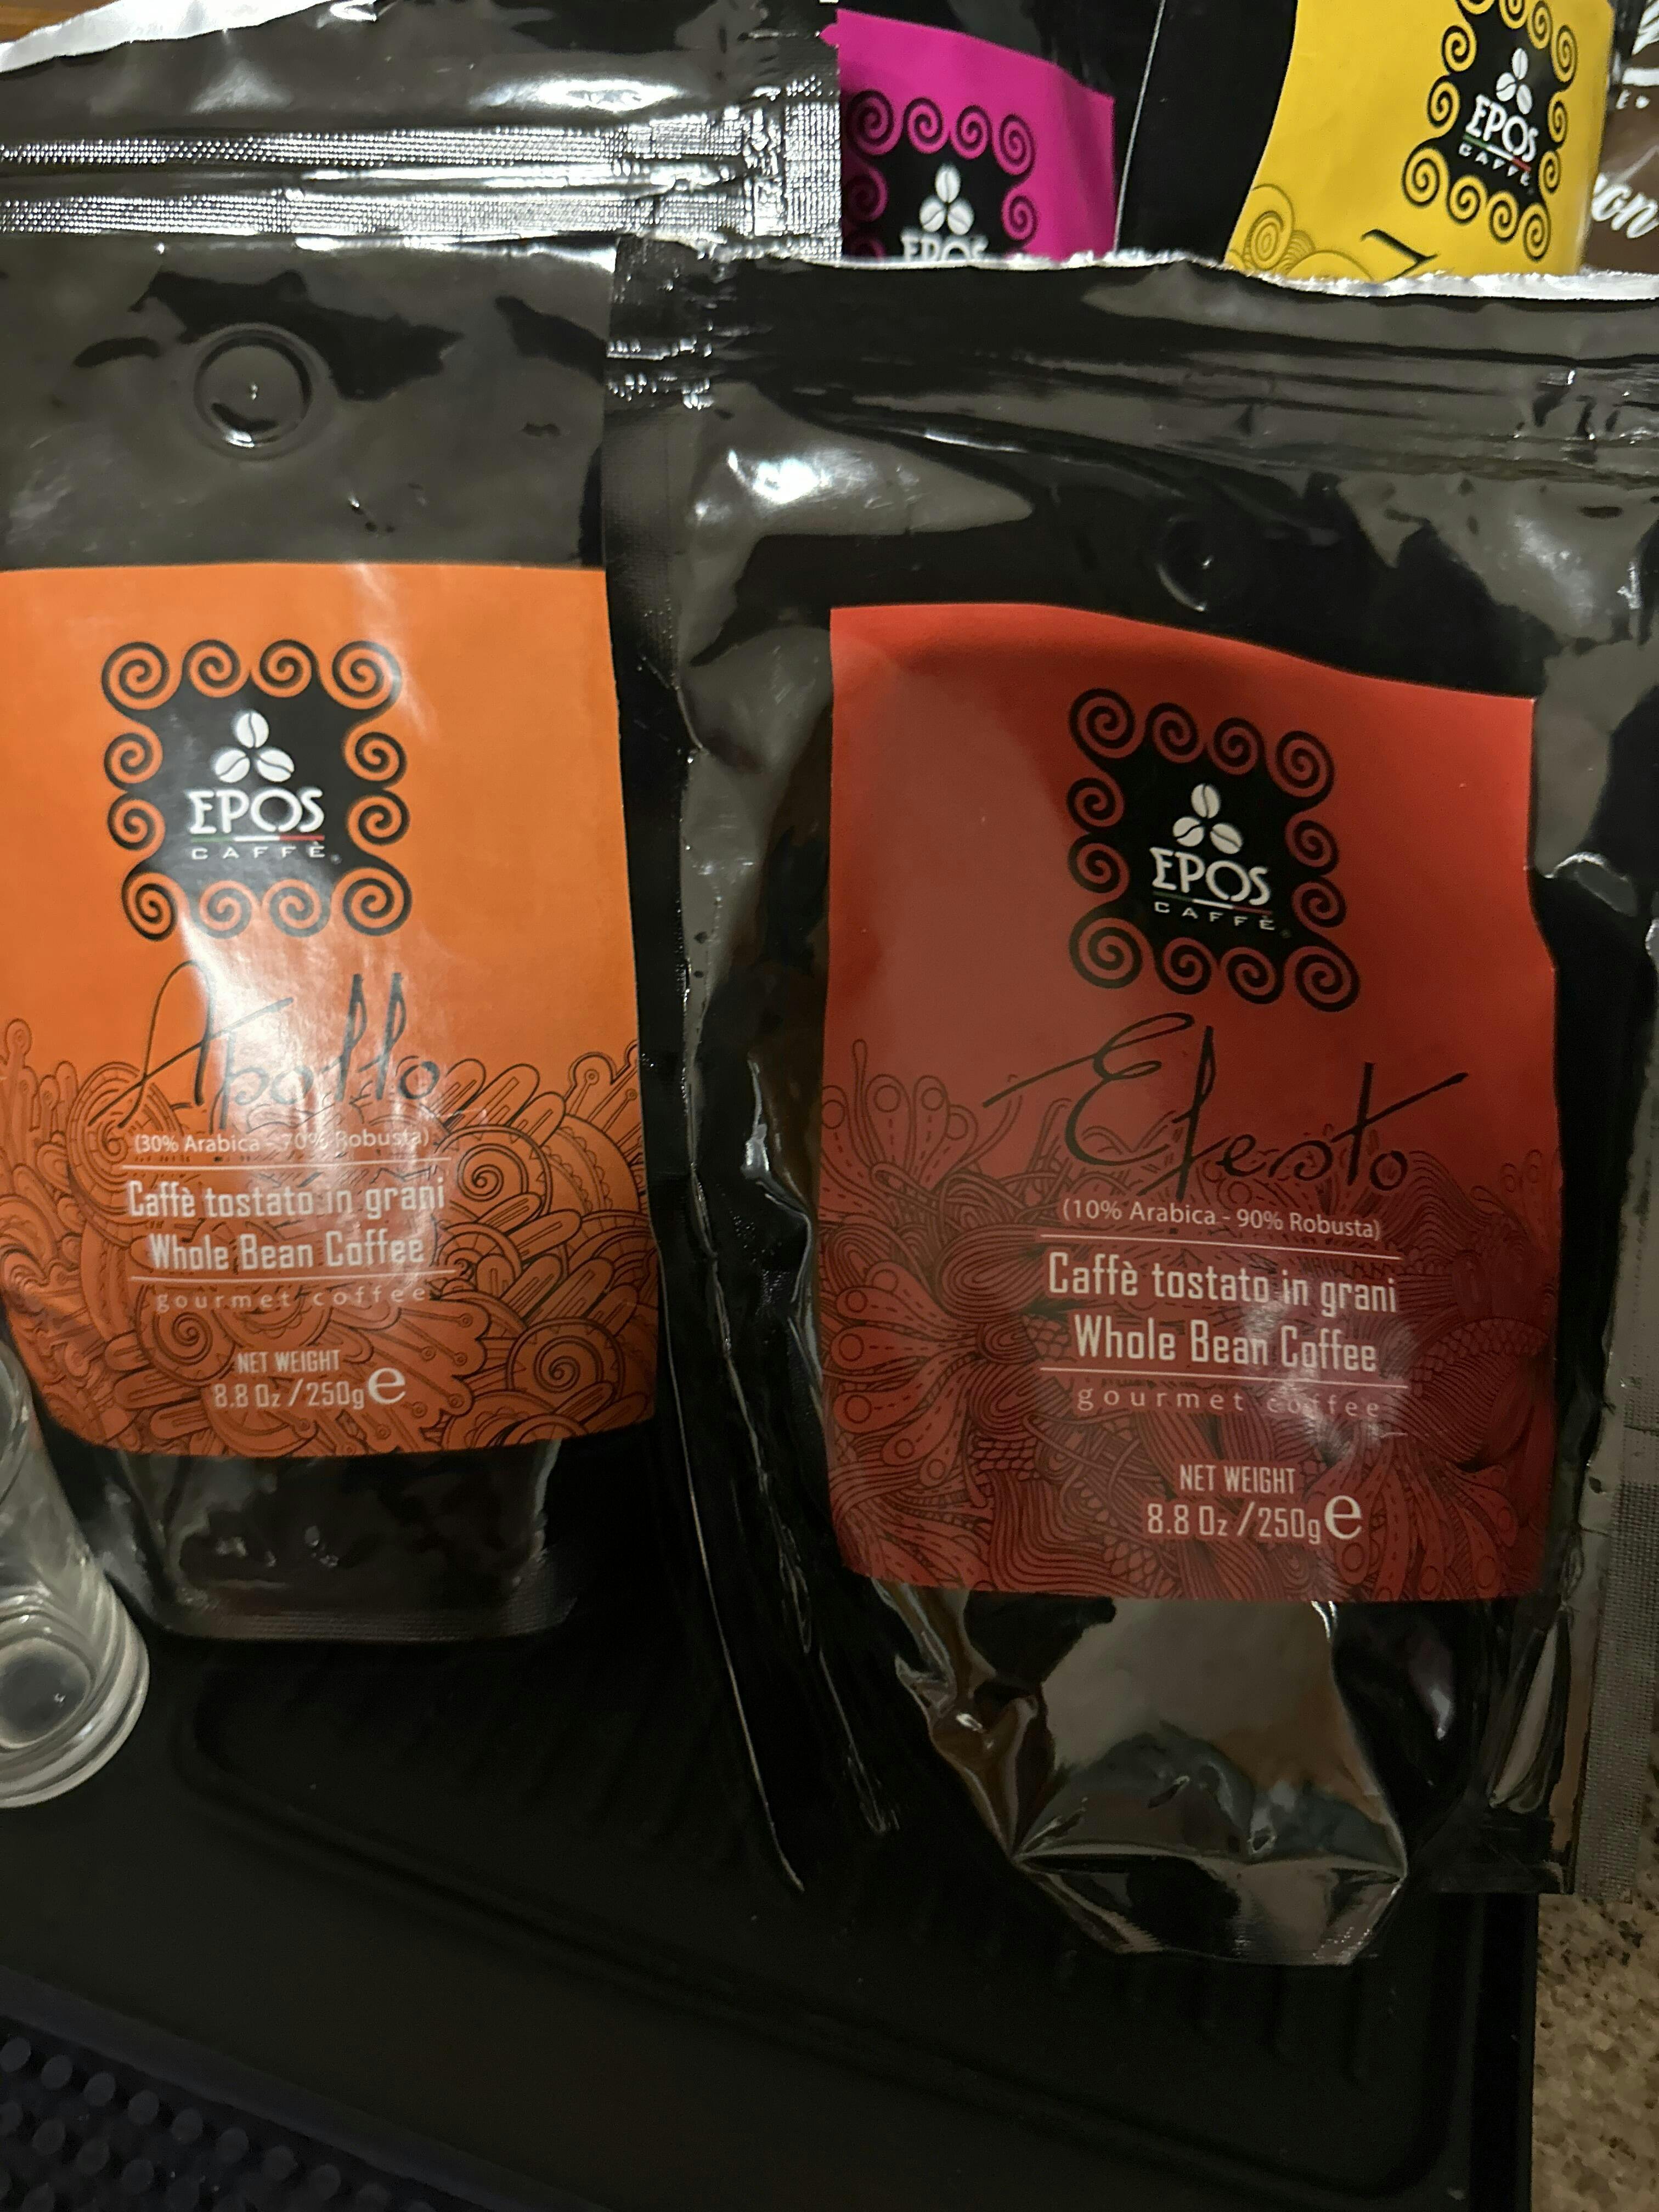 EPOS
EPOS
CAFFÈ
EPOS
CAFFÈ
Apollo
(30% Arabica - 70% Robusta)
Caffè tostato in grani
Whole Bean Coffee
gourmet coffee
NET WEIGHT
8.8 Oz / 250g e
EPOS
CAFFÈ
Efesto
(10% Arabica - 90% Robusta)
Caffè tostato in grani
Whole Bean Coffee
gourmet coffee
NET WEIGHT
8.8 Oz / 250g e